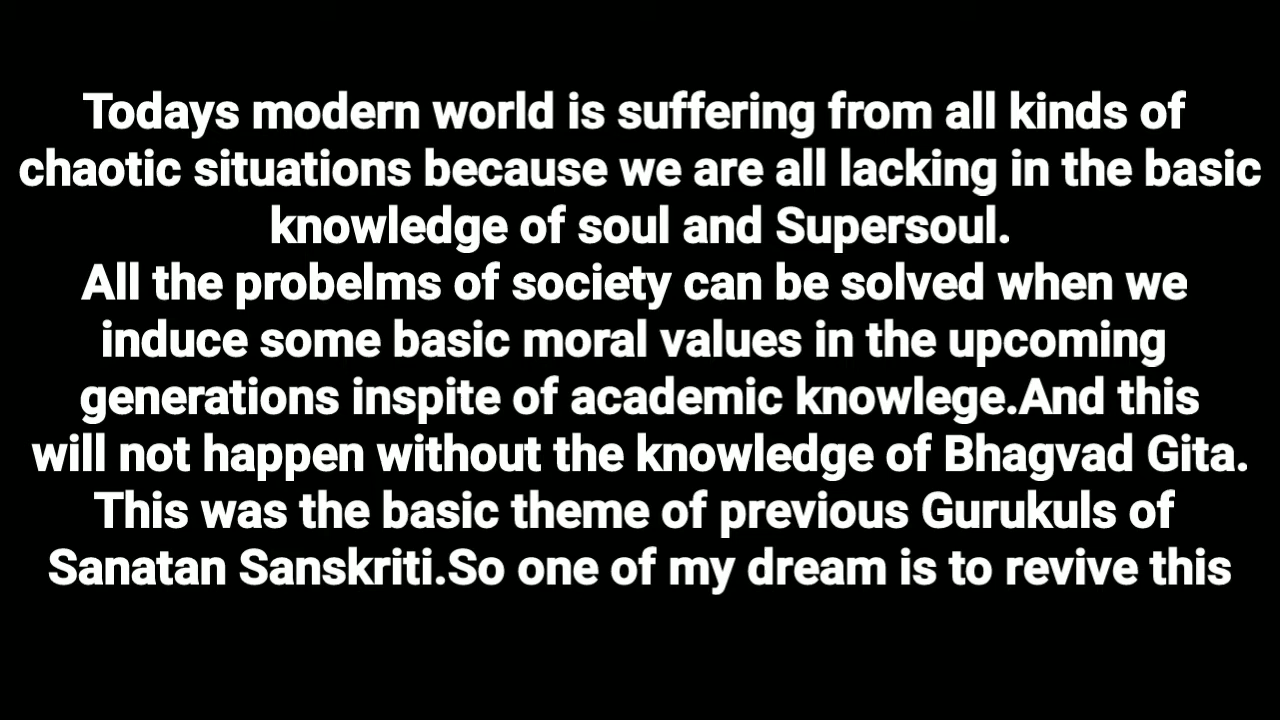 Todays modern world is suffering from all kinds of
chaotic situations because we are all lacking in the basic
knowledge of soul and Supersoul.
All the probelms of society can be solved when we
induce some basic moral values in the upcoming
generations inspite of academic knowlege.And this
will not happen without the knowledge of Bhagvad Gita.
This was the basic theme of previous Gurukuls of
Sanatan Sanskriti.So one of my dream is to revive this